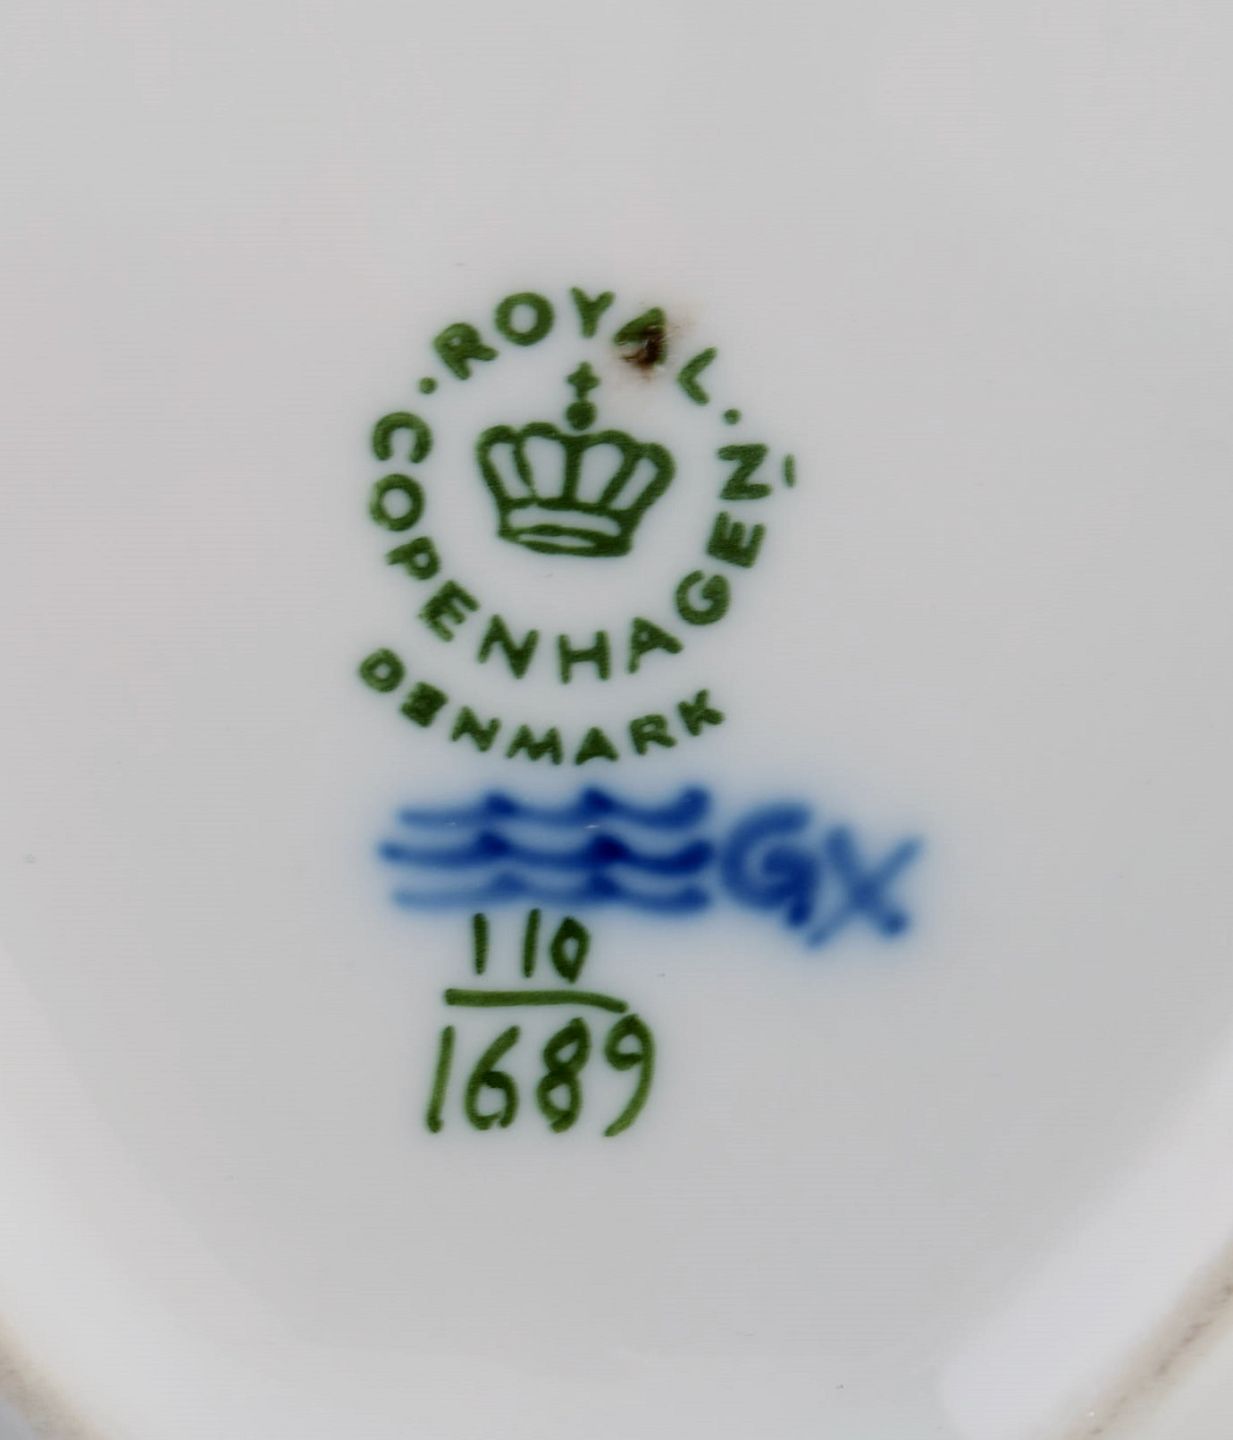 ·ROYAL·
COPENHAGEN
DENMARK
GX
110
1689